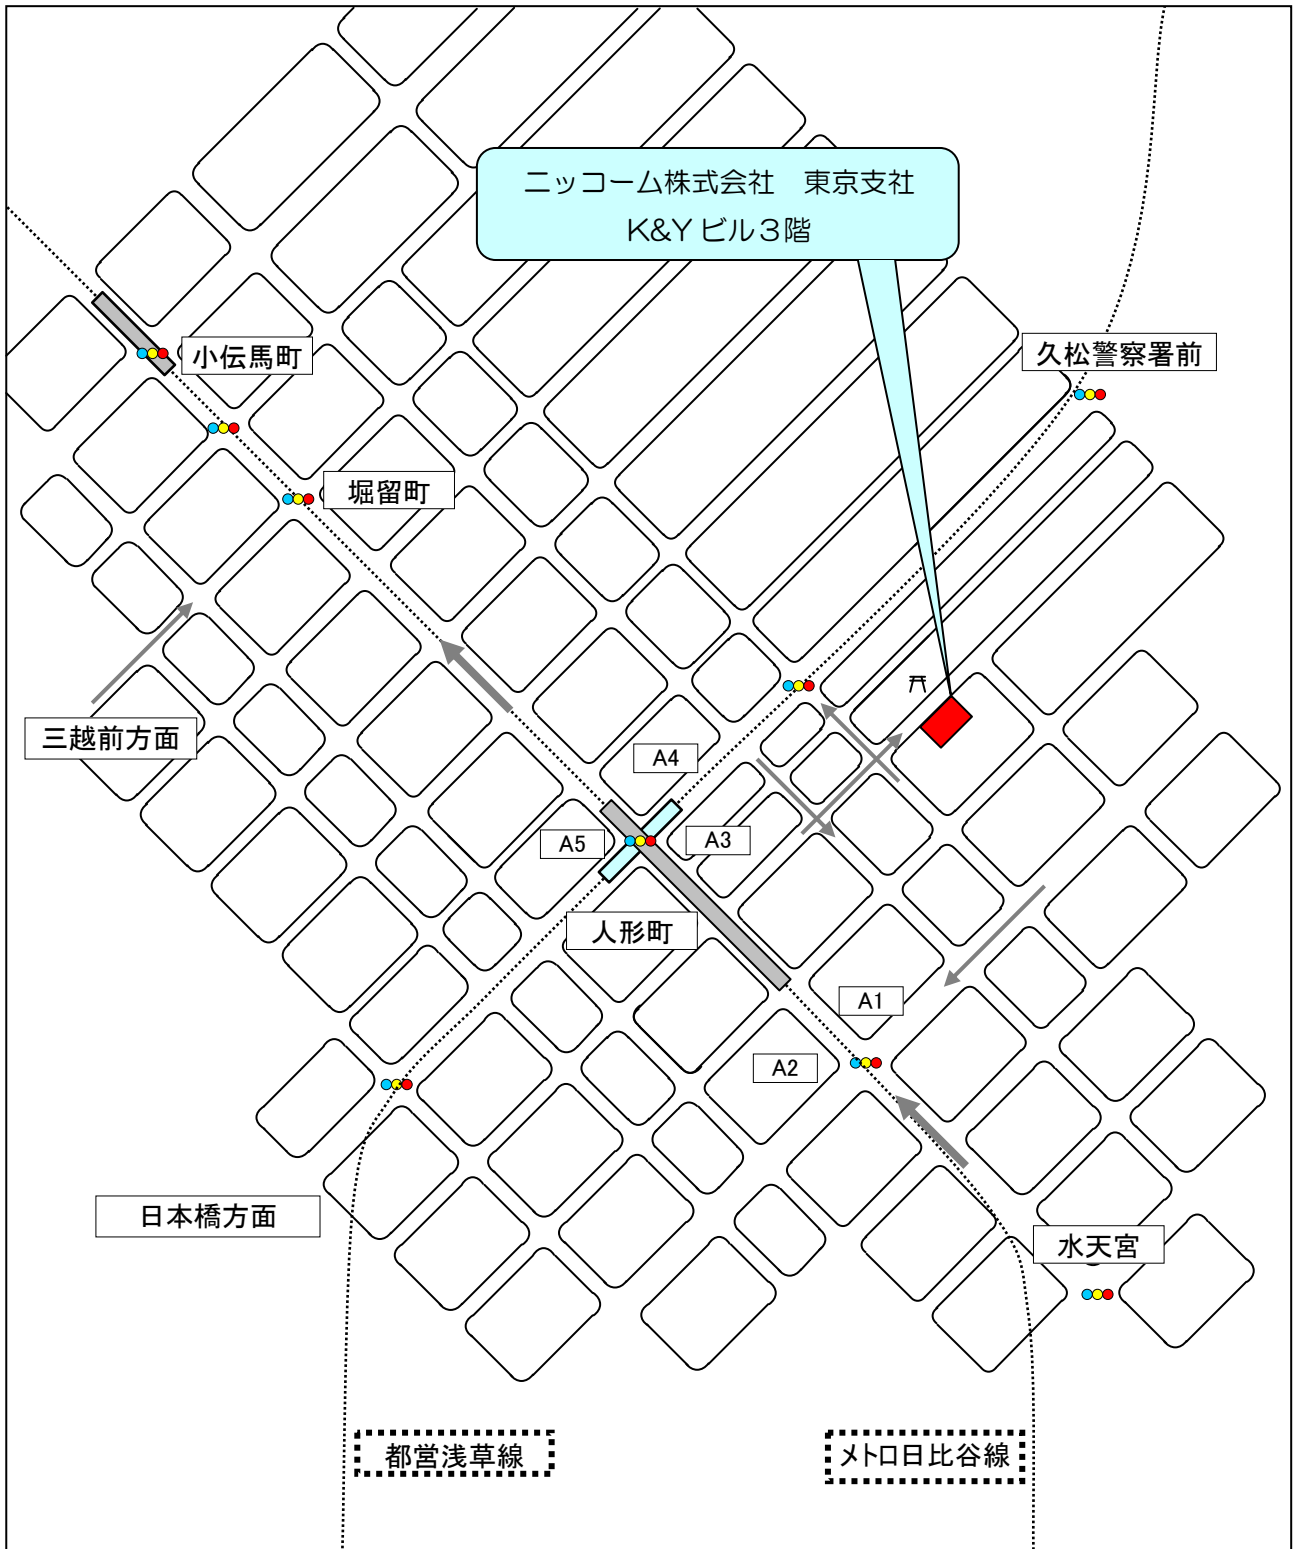 ニッコーム株式会社　東京支社
K&Yビル３階
小伝馬町
久松警察署前
堀留町
三越前方面
A4
A5
A3
人形町
A1
A2
日本橋方面
水天宮
都営浅草線
メトロ日比谷線